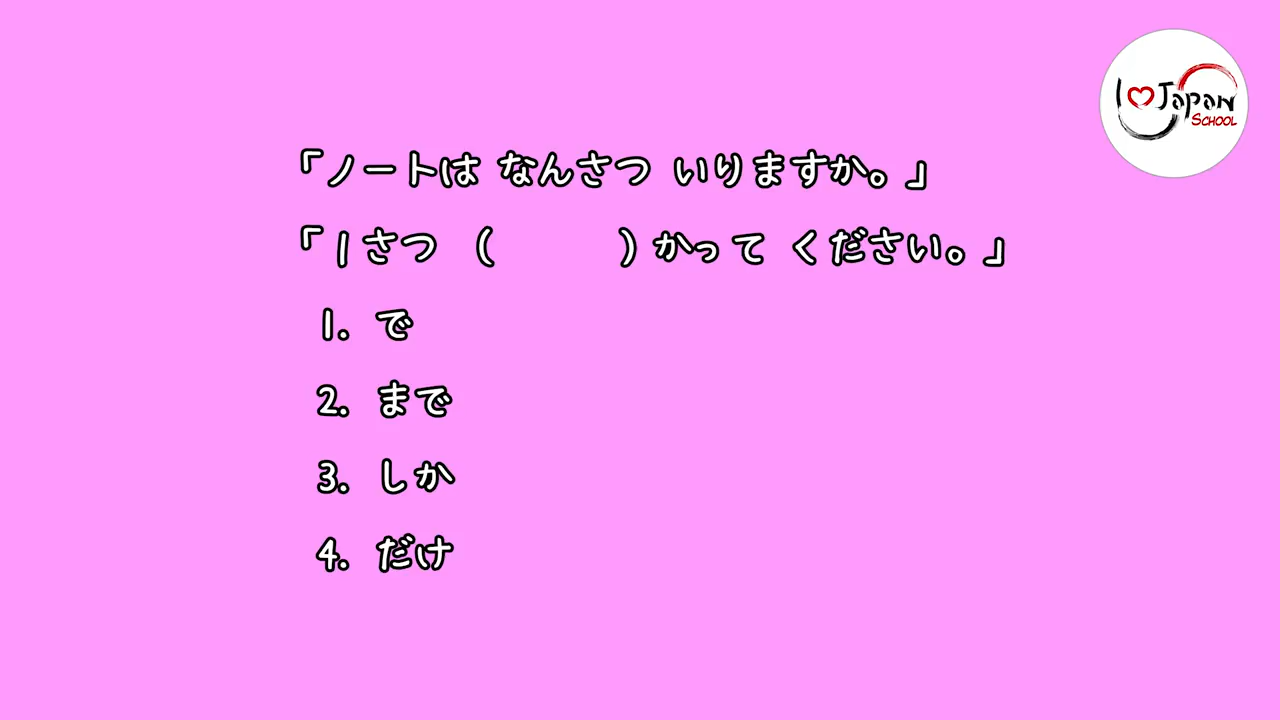 I ♡ Japan
SCHOOL
「ノートは なんさつ いりますか。」
「1さつ （　　　）かって ください。」
1. で
2. まで
3. しか
4. だけ